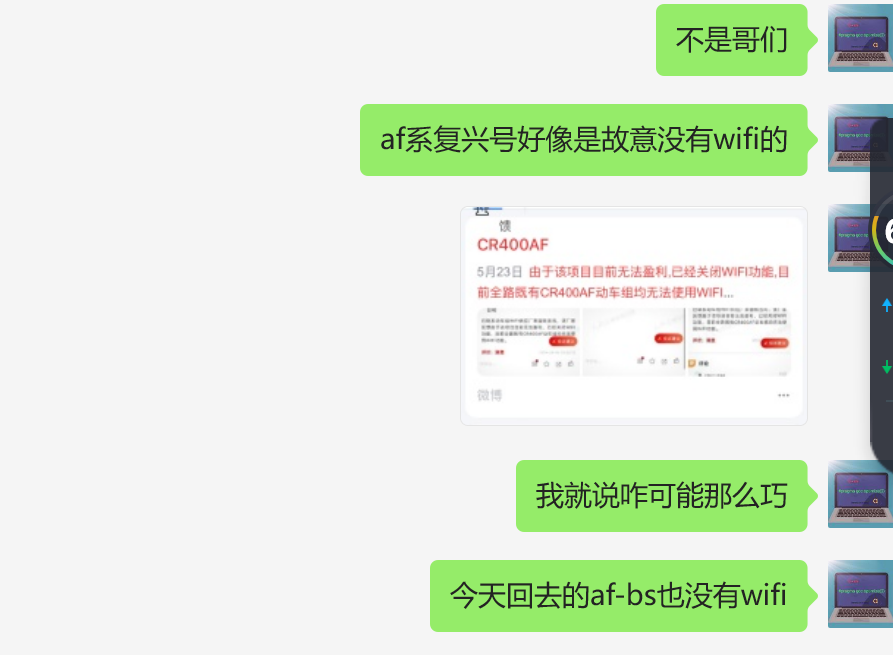 不是哥们
af系复兴号好像是故意没有wifi的
馈
CR400AF
5月23日 由于该项目目前无法盈利,已经关闭WIFI功能,目
前全路既有CR400AF动车组均无法使用WIFI...
微博
我就说咋可能那么巧
今天回去的af-bs也没有wifi